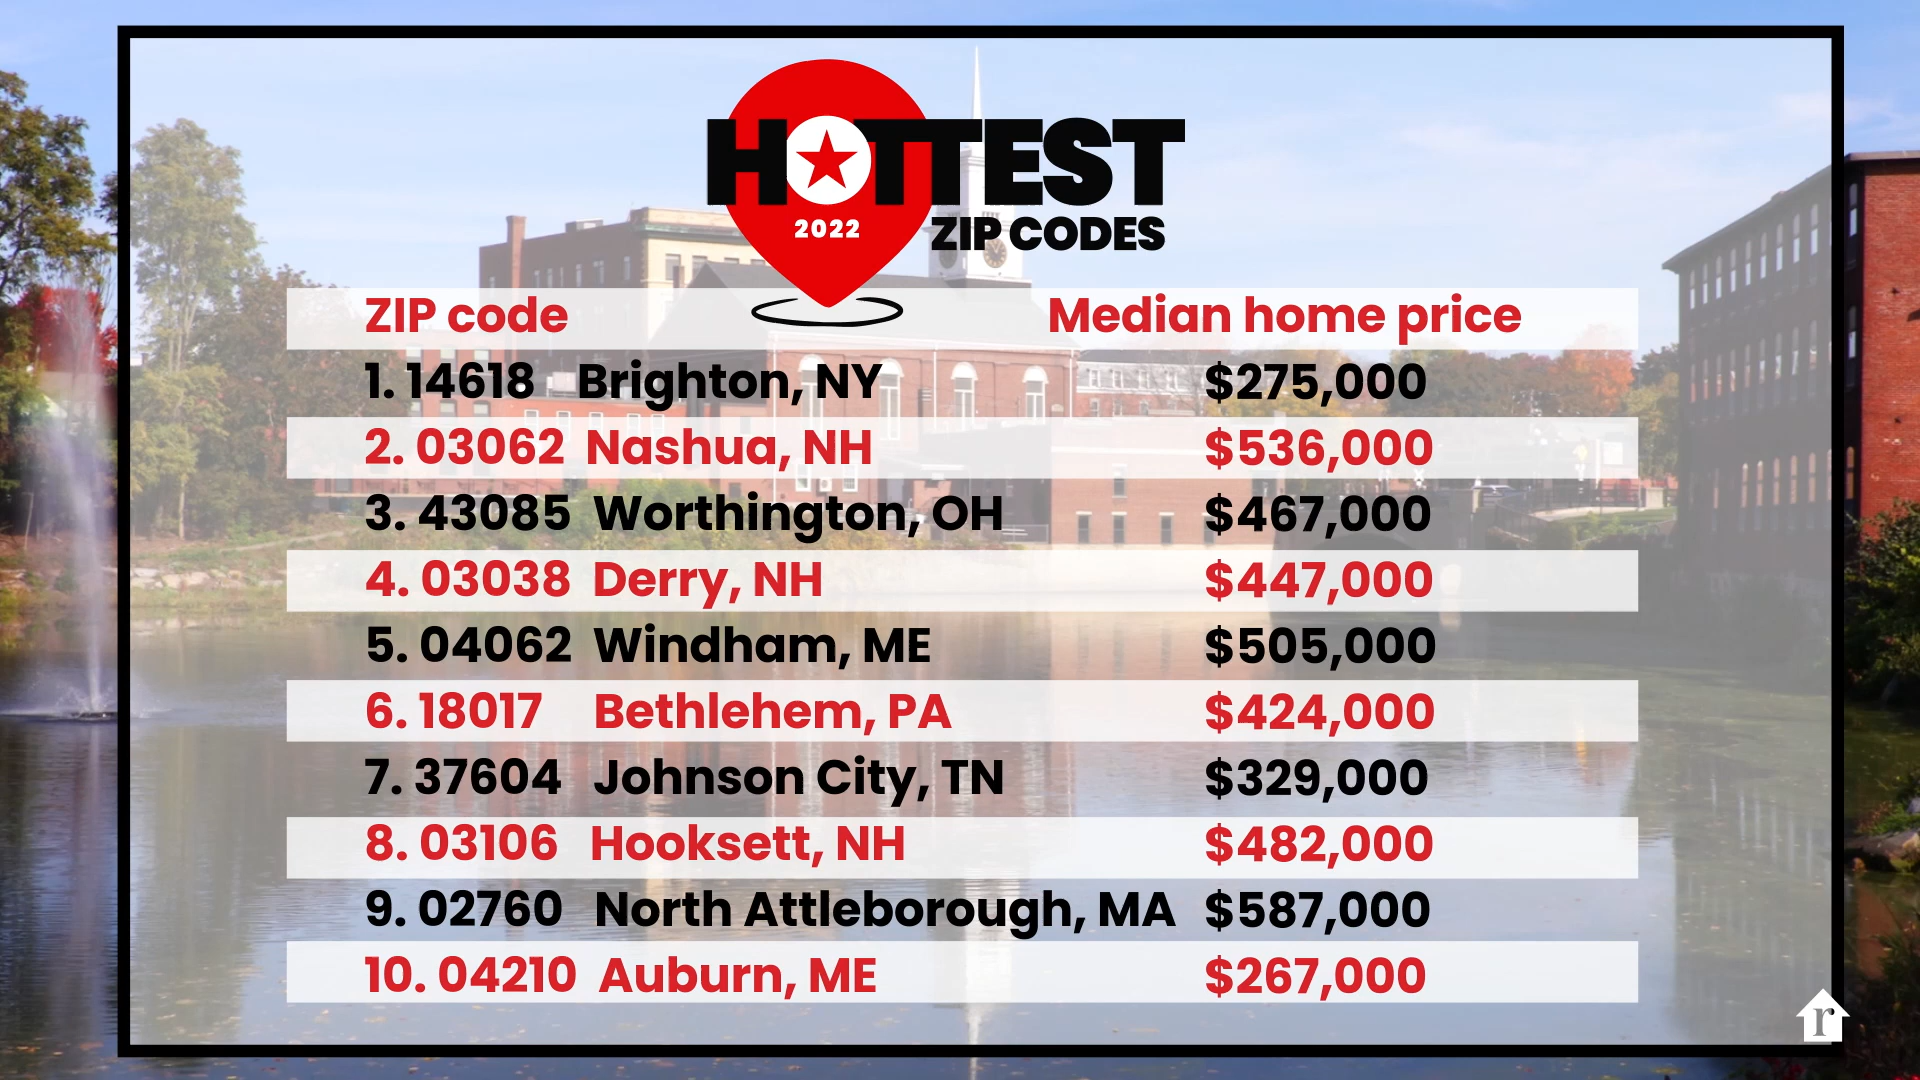 HOTTEST
2022
ZIP CODES
ZIP code Median home price
1. 14618 Brighton, NY $275,000
2. 03062 Nashua, NH $536,000
3. 43085 Worthington, OH $467,000
4. 03038 Derry, NH $447,000
5. 04062 Windham, ME $505,000
6. 18017 Bethlehem, PA $424,000
7. 37604 Johnson City, TN $329,000
8. 03106 Hooksett, NH $482,000
9. 02760 North Attleborough, MA $587,000
10. 04210 Auburn, ME $267,000
r